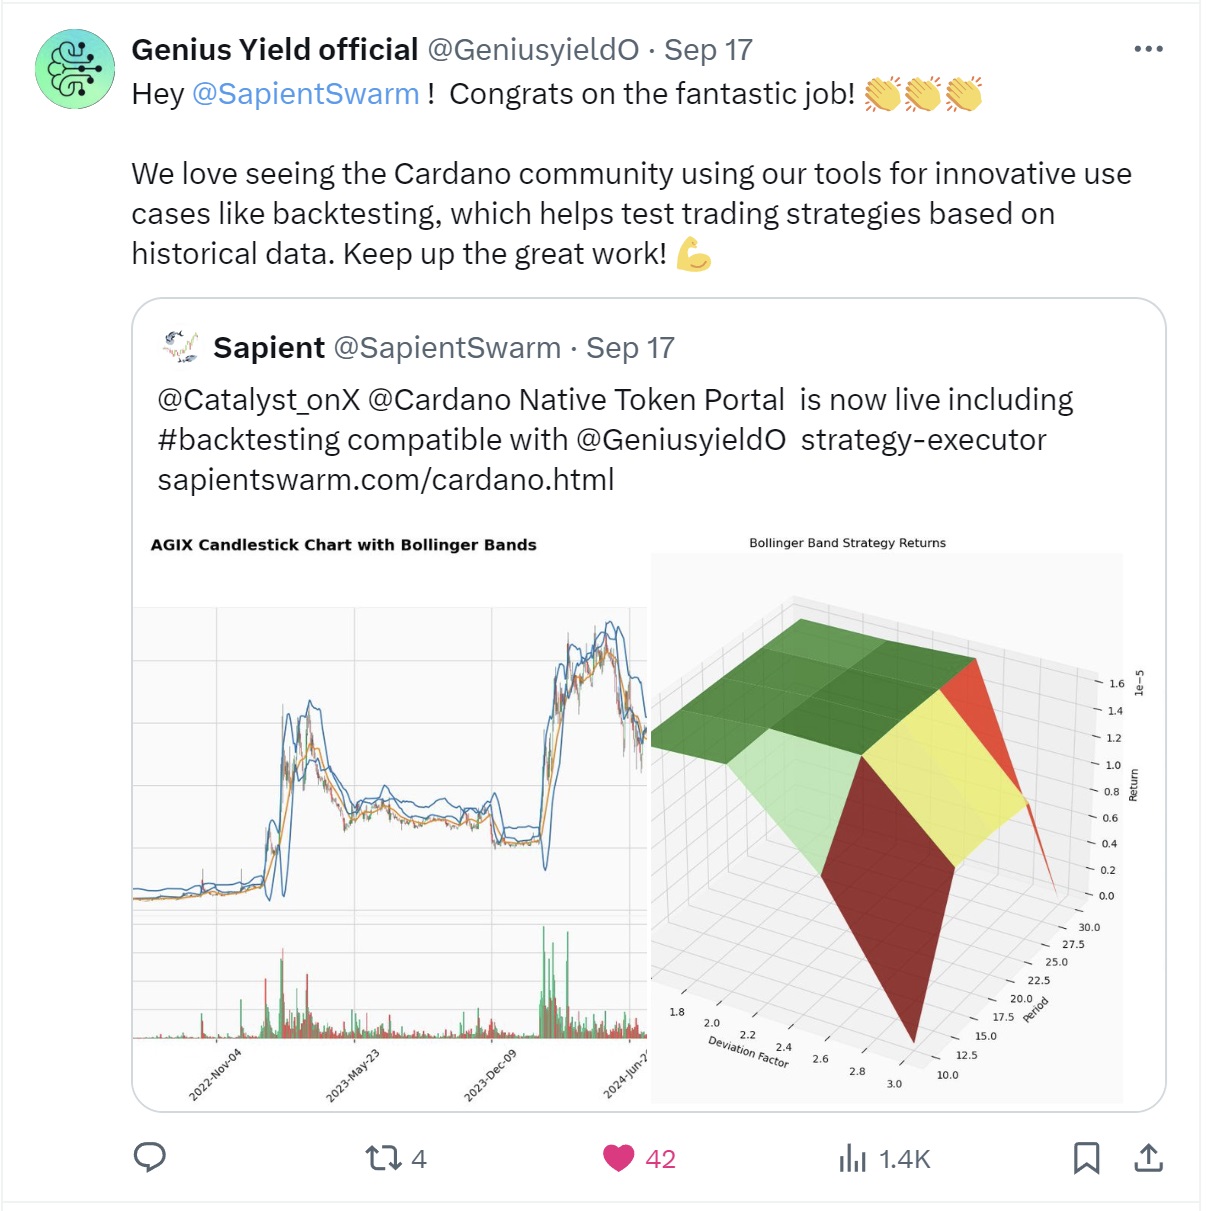 Genius Yield official @GeniusyieldO · Sep 17
Hey @SapientSwarm ! Congrats on the fantastic job! 👏👏👏
We love seeing the Cardano community using our tools for innovative use
cases like backtesting, which helps test trading strategies based on
historical data. Keep up the great work! 💪
Sapient @SapientSwarm · Sep 17
@Catalyst_onX @Cardano Native Token Portal is now live including
#backtesting compatible with @GeniusyieldO strategy-executor
sapientswarm.com/cardano.html
AGIX Candlestick Chart with Bollinger Bands
2022-Nov-04
2023-May-23
2023-Dec-09
2024-Jun-2
Bollinger Band Strategy Returns
1e−5
1.6
1.4
1.2
1.0
0.8
0.6
0.4
0.2
0.0
Return
30.0
27.5
25.0
22.5
20.0
17.5
15.0
12.5
10.0
Period
1.8
2.0
2.2
2.4
2.6
2.8
3.0
Deviation Factor
4
42
1.4K